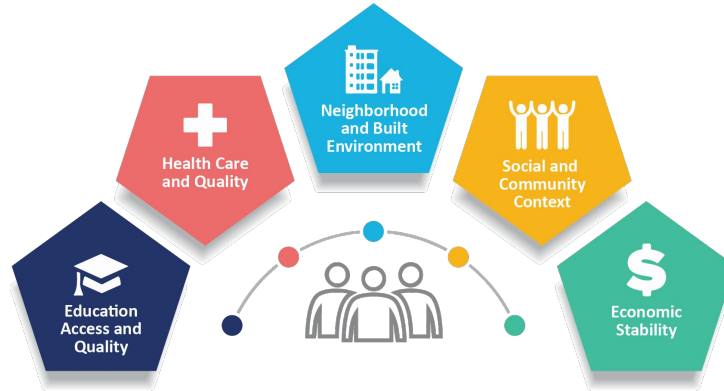 Education
Access and
Quality
Health Care
and Quality
Neighborhood
and Built
Environment
Social and
Community
Context
$
Economic
Stability